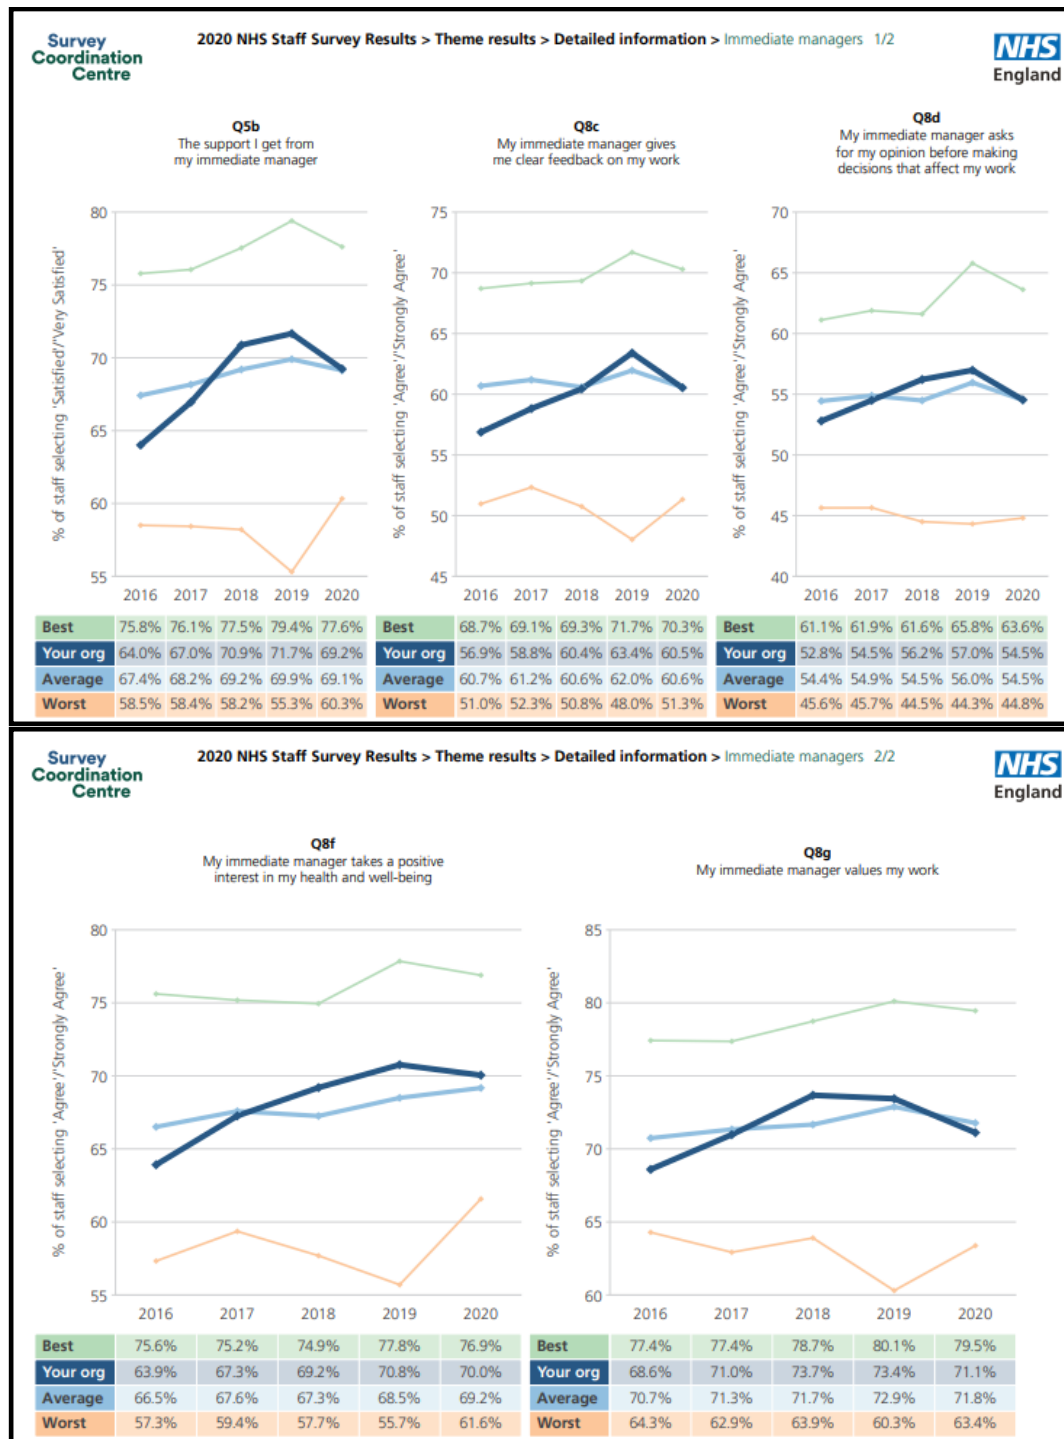 Survey
Coordination
Centre
2020 NHS Staff Survey Results > Theme results > Detailed information > Immediate managers 1/2
NHS
England
Q5b
The support I get from
my immediate manager
Q8c
My immediate manager gives
me clear feedback on my work
Q8d
My immediate manager asks
for my opinion before making
decisions that affect my work
% of staff selecting 'Satisfied'/'Very Satisfied'
80
75
70
65
60
55
2016 2017 2018 2019 2020
% of staff selecting 'Agree'/'Strongly Agree'
75
70
65
60
55
50
45
2016 2017 2018 2019 2020
% of staff selecting 'Agree'/'Strongly Agree'
70
65
60
55
50
45
40
2016 2017 2018 2019 2020
Best 75.8% 76.1% 77.5% 79.4% 77.6%
Your org 64.0% 67.0% 70.9% 71.7% 69.2%
Average 67.4% 68.2% 69.2% 69.9% 69.1%
Worst 58.5% 58.4% 58.2% 55.3% 60.3%
Best 68.7% 69.1% 69.3% 71.7% 70.3%
Your org 56.9% 58.8% 60.4% 63.4% 60.5%
Average 60.7% 61.2% 60.6% 62.0% 60.6%
Worst 51.0% 52.3% 50.8% 48.0% 51.3%
Best 61.1% 61.9% 61.6% 65.8% 63.6%
Your org 52.8% 54.5% 56.2% 57.0% 54.5%
Average 54.4% 54.9% 54.5% 56.0% 54.5%
Worst 45.6% 45.7% 44.5% 44.3% 44.8%
Survey
Coordination
Centre
2020 NHS Staff Survey Results > Theme results > Detailed information > Immediate managers 2/2
NHS
England
Q8f
My immediate manager takes a positive
interest in my health and well-being
Q8g
My immediate manager values my work
% of staff selecting 'Agree'/'Strongly Agree'
80
75
70
65
60
55
2016 2017 2018 2019 2020
% of staff selecting 'Agree'/'Strongly Agree'
85
80
75
70
65
60
2016 2017 2018 2019 2020
Best 75.6% 75.2% 74.9% 77.8% 76.9%
Your org 63.9% 67.3% 69.2% 70.8% 70.0%
Average 66.5% 67.6% 67.3% 68.5% 69.2%
Worst 57.3% 59.4% 57.7% 55.7% 61.6%
Best 77.4% 77.4% 78.7% 80.1% 79.5%
Your org 68.6% 71.0% 73.7% 73.4% 71.1%
Average 70.7% 71.3% 71.7% 72.9% 71.8%
Worst 64.3% 62.9% 63.9% 60.3% 63.4%